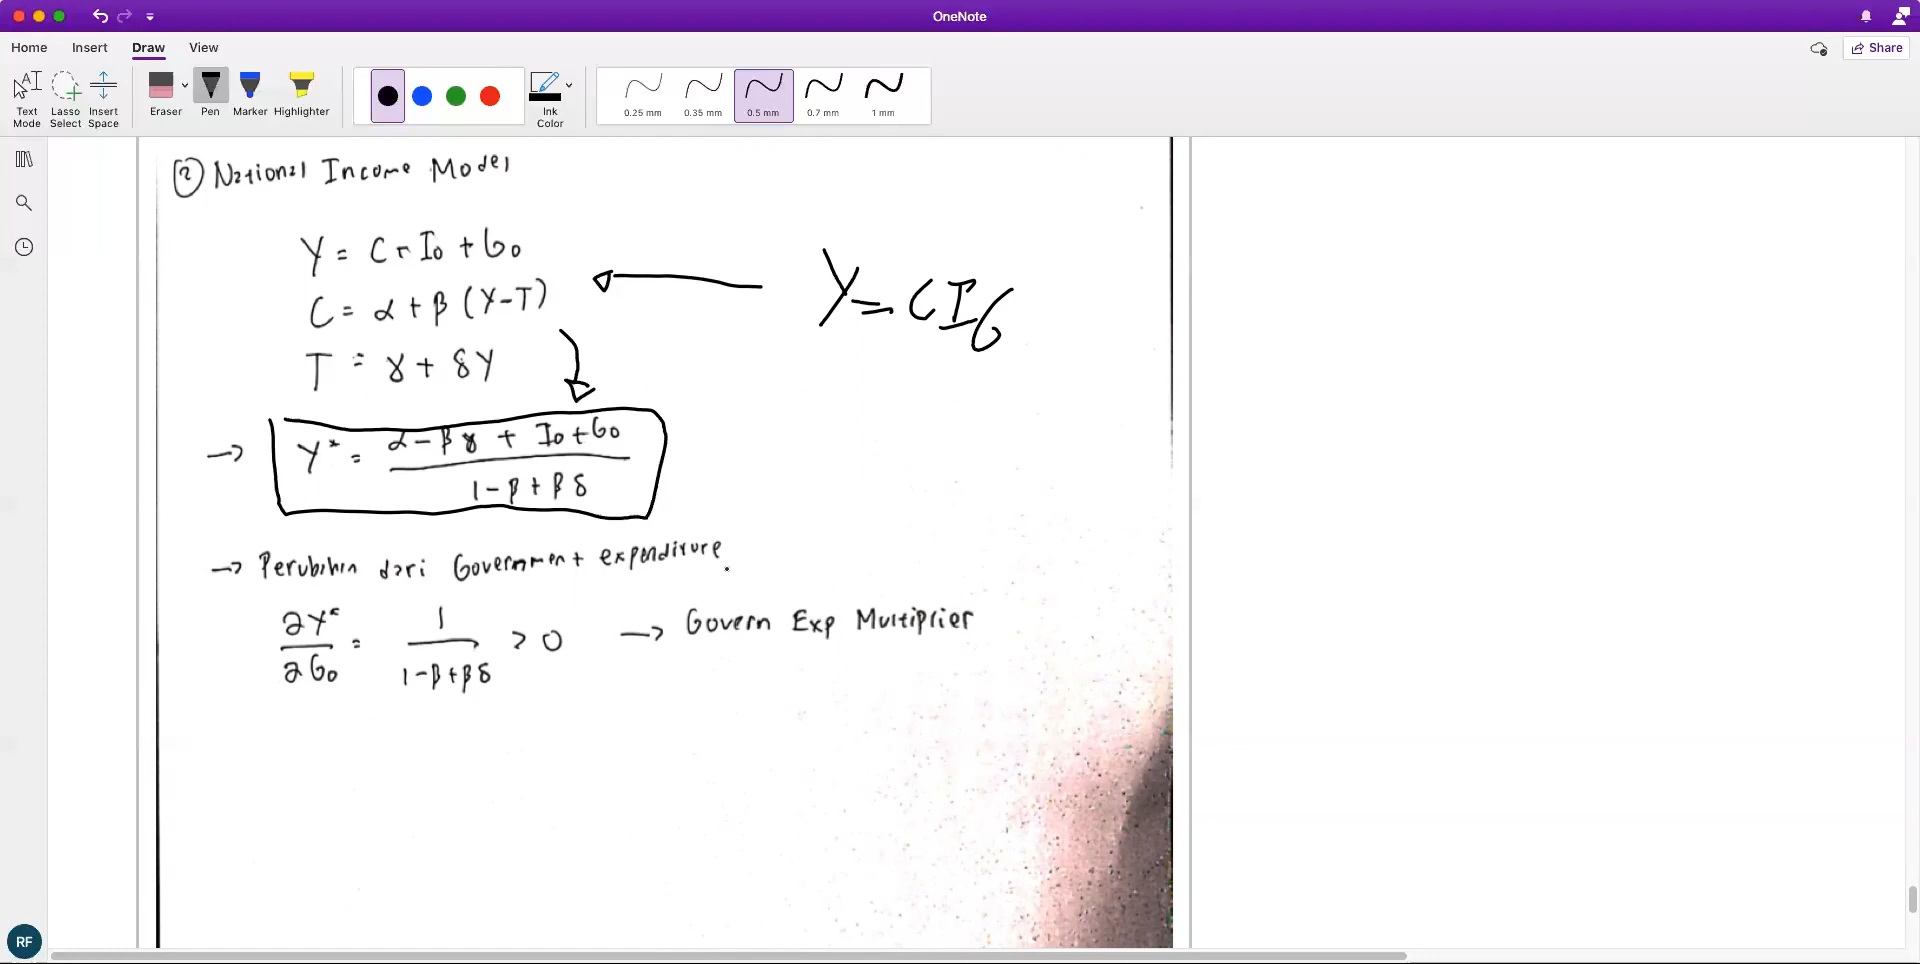 OneNote
Home Insert Draw View
Share
Text Mode
Lasso Select
Insert Space
Eraser
Pen
Marker
Highlighter
Ink Color
0.25 mm
0.35 mm
0.5 mm
0.7 mm
1 mm
② National Income Model
Y = C + I₀ + G₀
C = α + β (Y-T)
T = γ + δY
Y = CIG
→ Y* = (α - βγ + I₀ + G₀) / (1 - β + βδ)
→ Perubahan dari Government expenditure
∂Y* / ∂G₀ = 1 / (1 - β + βδ) > 0 → Govern Exp Multiplier
RF